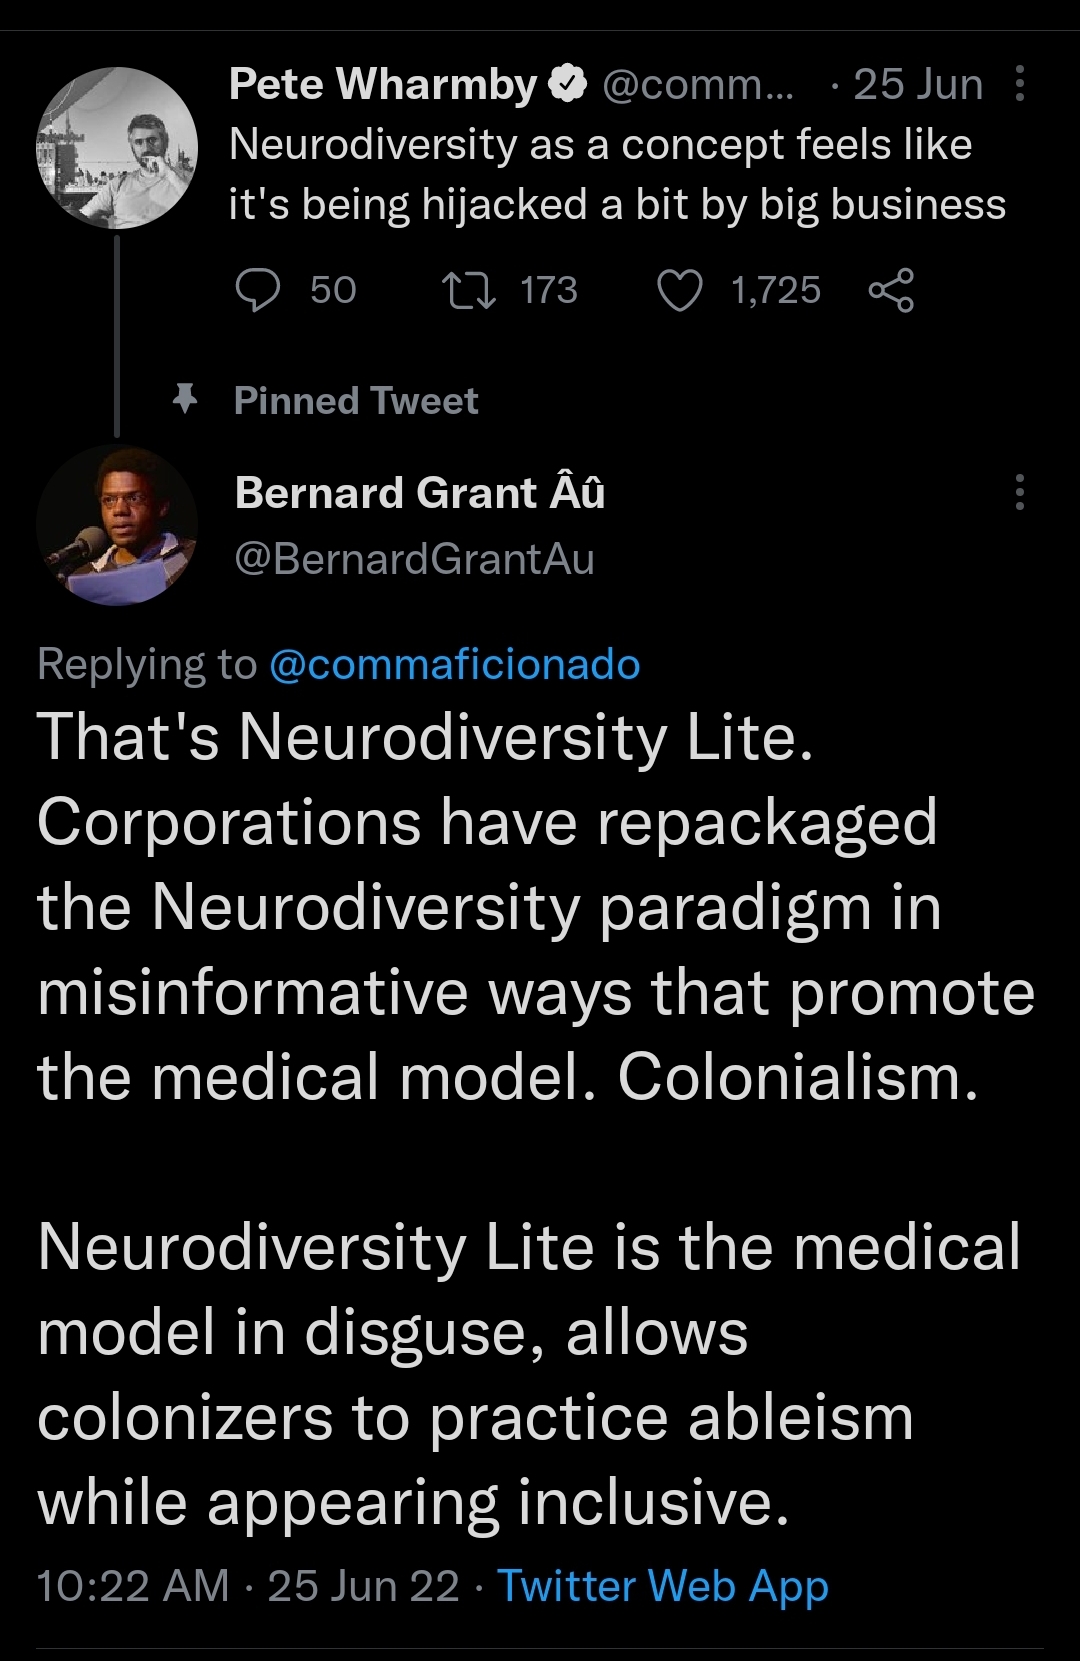 Pete Wharmby @comm... · 25 Jun
Neurodiversity as a concept feels like
it's being hijacked a bit by big business
50 173 1,725
Pinned Tweet
Bernard Grant Âû
@BernardGrantAu
Replying to @commaficionado
That's Neurodiversity Lite.
Corporations have repackaged
the Neurodiversity paradigm in
misinformative ways that promote
the medical model. Colonialism.
Neurodiversity Lite is the medical
model in disguse, allows
colonizers to practice ableism
while appearing inclusive.
10:22 AM · 25 Jun 22 · Twitter Web App